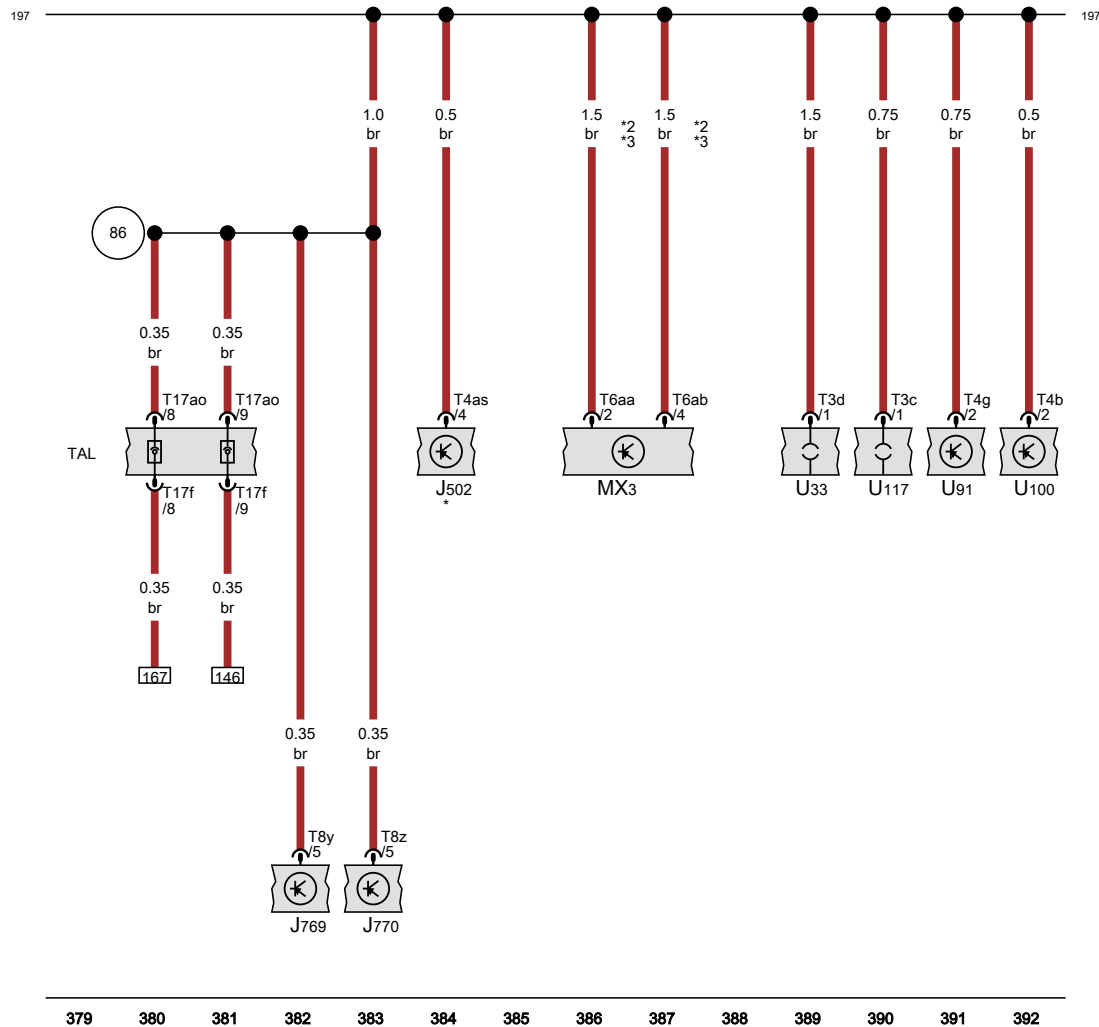 197 197
1.0 0.5 1.5 1.5 1.5 0.75 0.75 0.5
br br br *2 br *2 br br br br
*3 *3
86
0.35 0.35
br br
T17ao T17ao T4as T6aa T6ab T3d T3c T4g T4b
/8 /9 /4 /2 /4 /1 /1 /2 /2
TAL
T17f T17f J502 MX3 U33 U117 U91 U100
/8 /9 *
0.35 0.35
br br
167 146
0.35 0.35
br br
T8y T8z
/5 /5
J769 J770
379 380 381 382 383 384 385 386 387 388 389 390 391 392